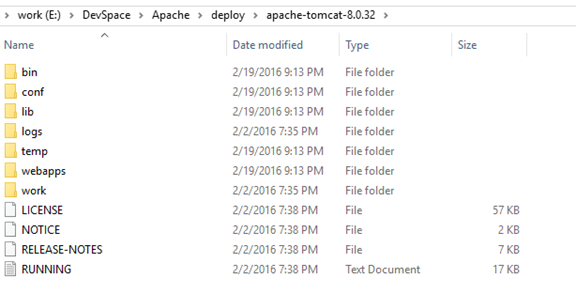 work (E:) > DevSpace > Apache > deploy > apache-tomcat-8.0.32 >
Name Date modified Type Size
bin 2/19/2016 9:13 PM File folder
conf 2/19/2016 9:13 PM File folder
lib 2/19/2016 9:13 PM File folder
logs 2/2/2016 7:35 PM File folder
temp 2/19/2016 9:13 PM File folder
webapps 2/19/2016 9:13 PM File folder
work 2/2/2016 7:35 PM File folder
LICENSE 2/2/2016 7:38 PM File 57 KB
NOTICE 2/2/2016 7:38 PM File 2 KB
RELEASE-NOTES 2/2/2016 7:38 PM File 7 KB
RUNNING 2/2/2016 7:38 PM Text Document 17 KB